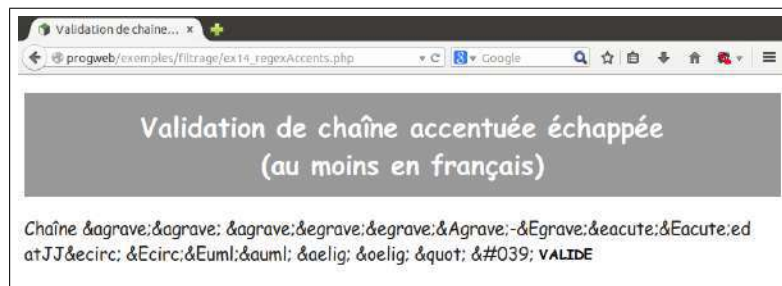 Validation de chaîne... ×
progweb/exemples/filtrage/ex14_regexAccents.php
Google
Validation de chaîne accentuée échappée
(au moins en français)
Chaîne &agrave;&agrave; &agrave;&egrave;&egrave;&Agrave;-&Egrave;&eacute;&Eacute;ed
atJJ&ecirc; &Ecirc;&Euml;&auml; &aelig; &oelig; &quot; &#039; VALIDE